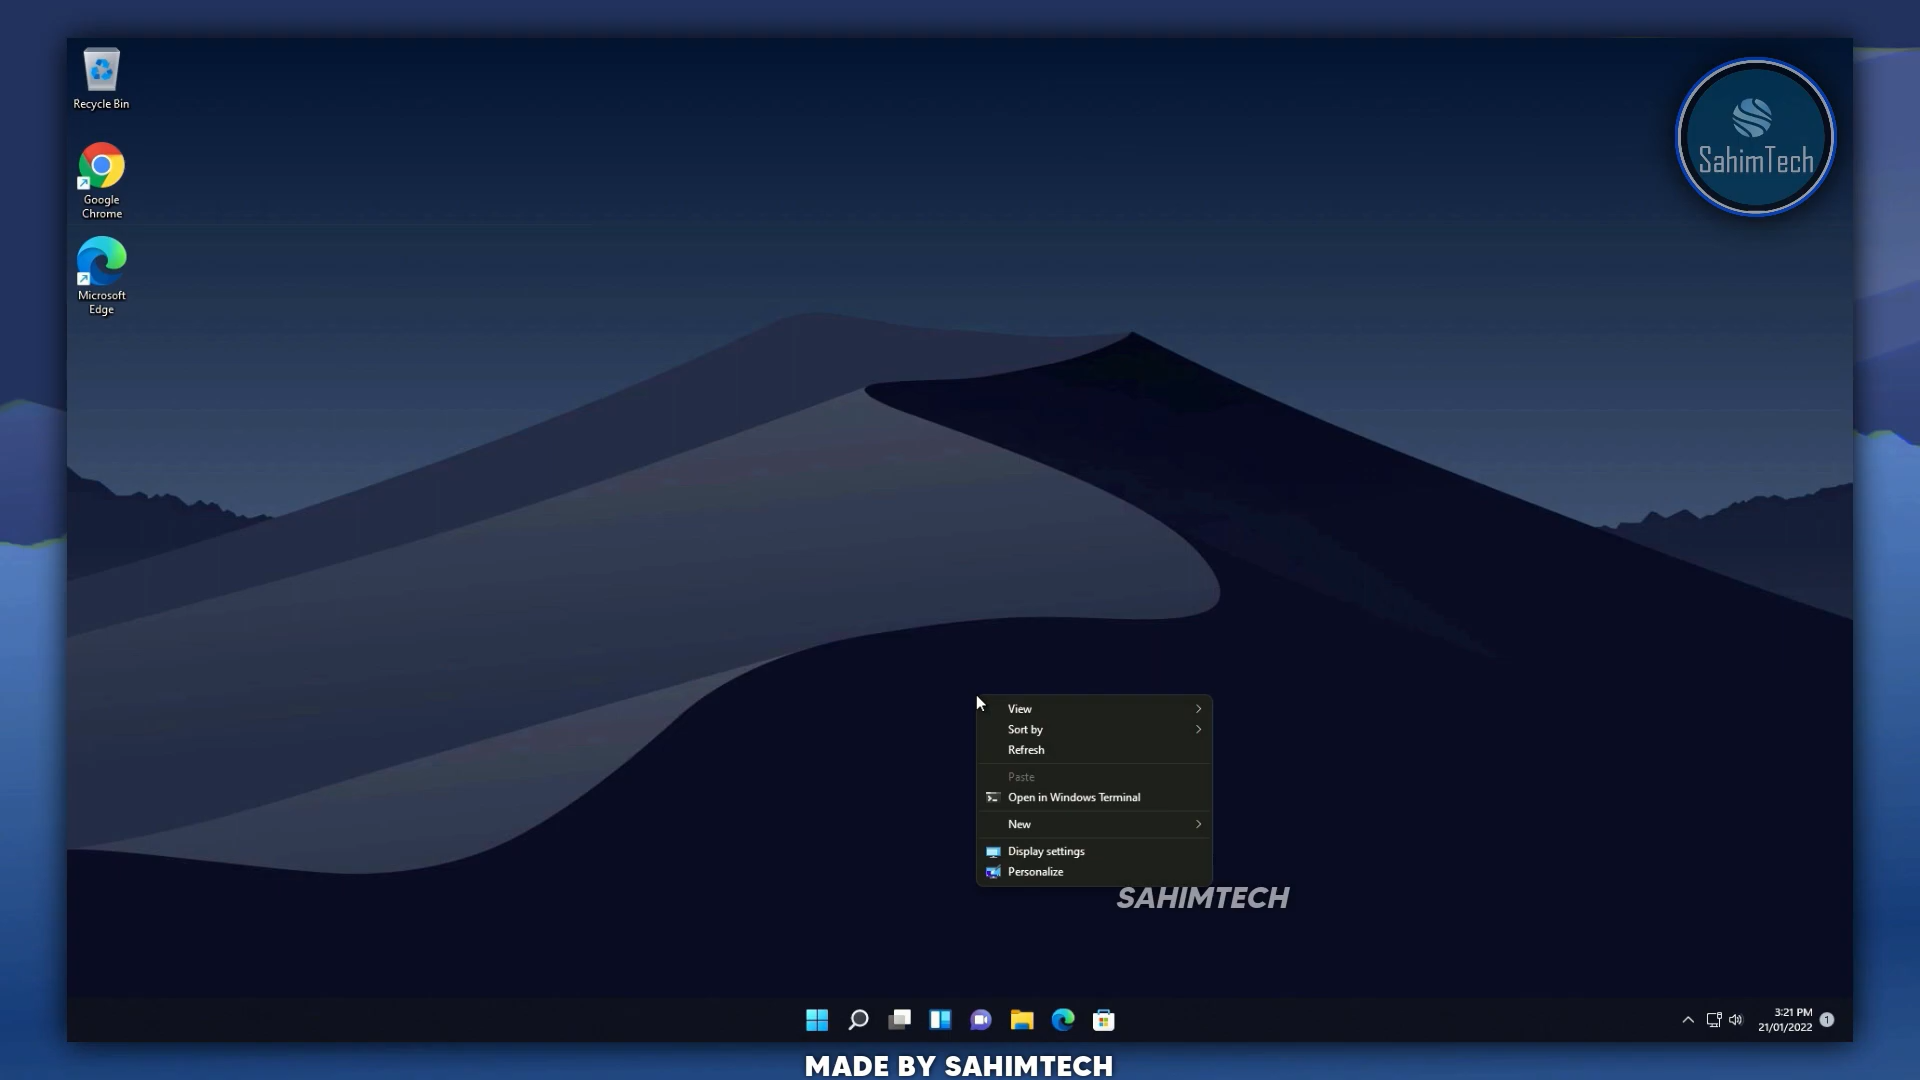 Recycle Bin
Google
Chrome
Microsoft
Edge
SahimTech
View
Sort by
Refresh
Paste
Open in Windows Terminal
New
Display settings
Personalize
SAHIMTECH
3:21 PM
21/01/2022
1
MADE BY SAHIMTECH